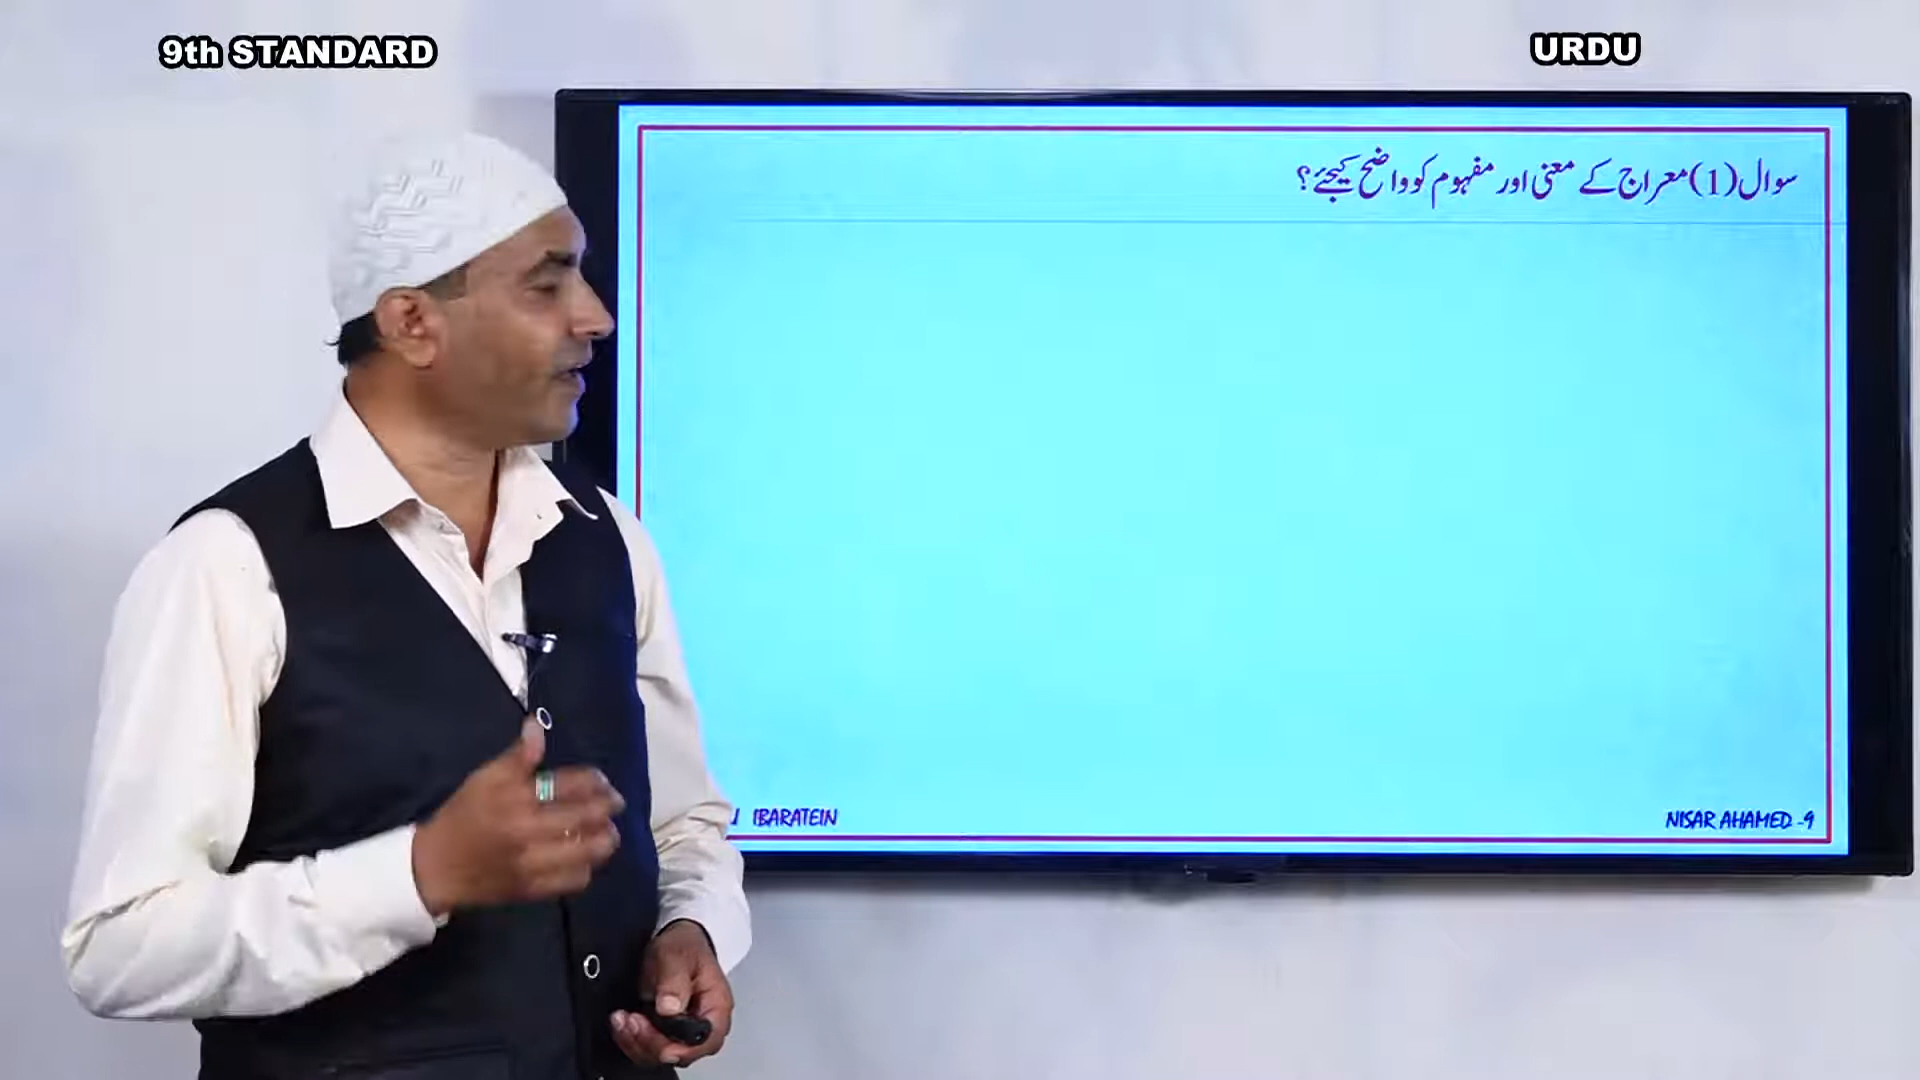 9th STANDARD
URDU
سوال(1)معراج کے معنی اور مفہوم کو واضح کیجئے؟
IBARATEIN
NISAR AHAMED -9